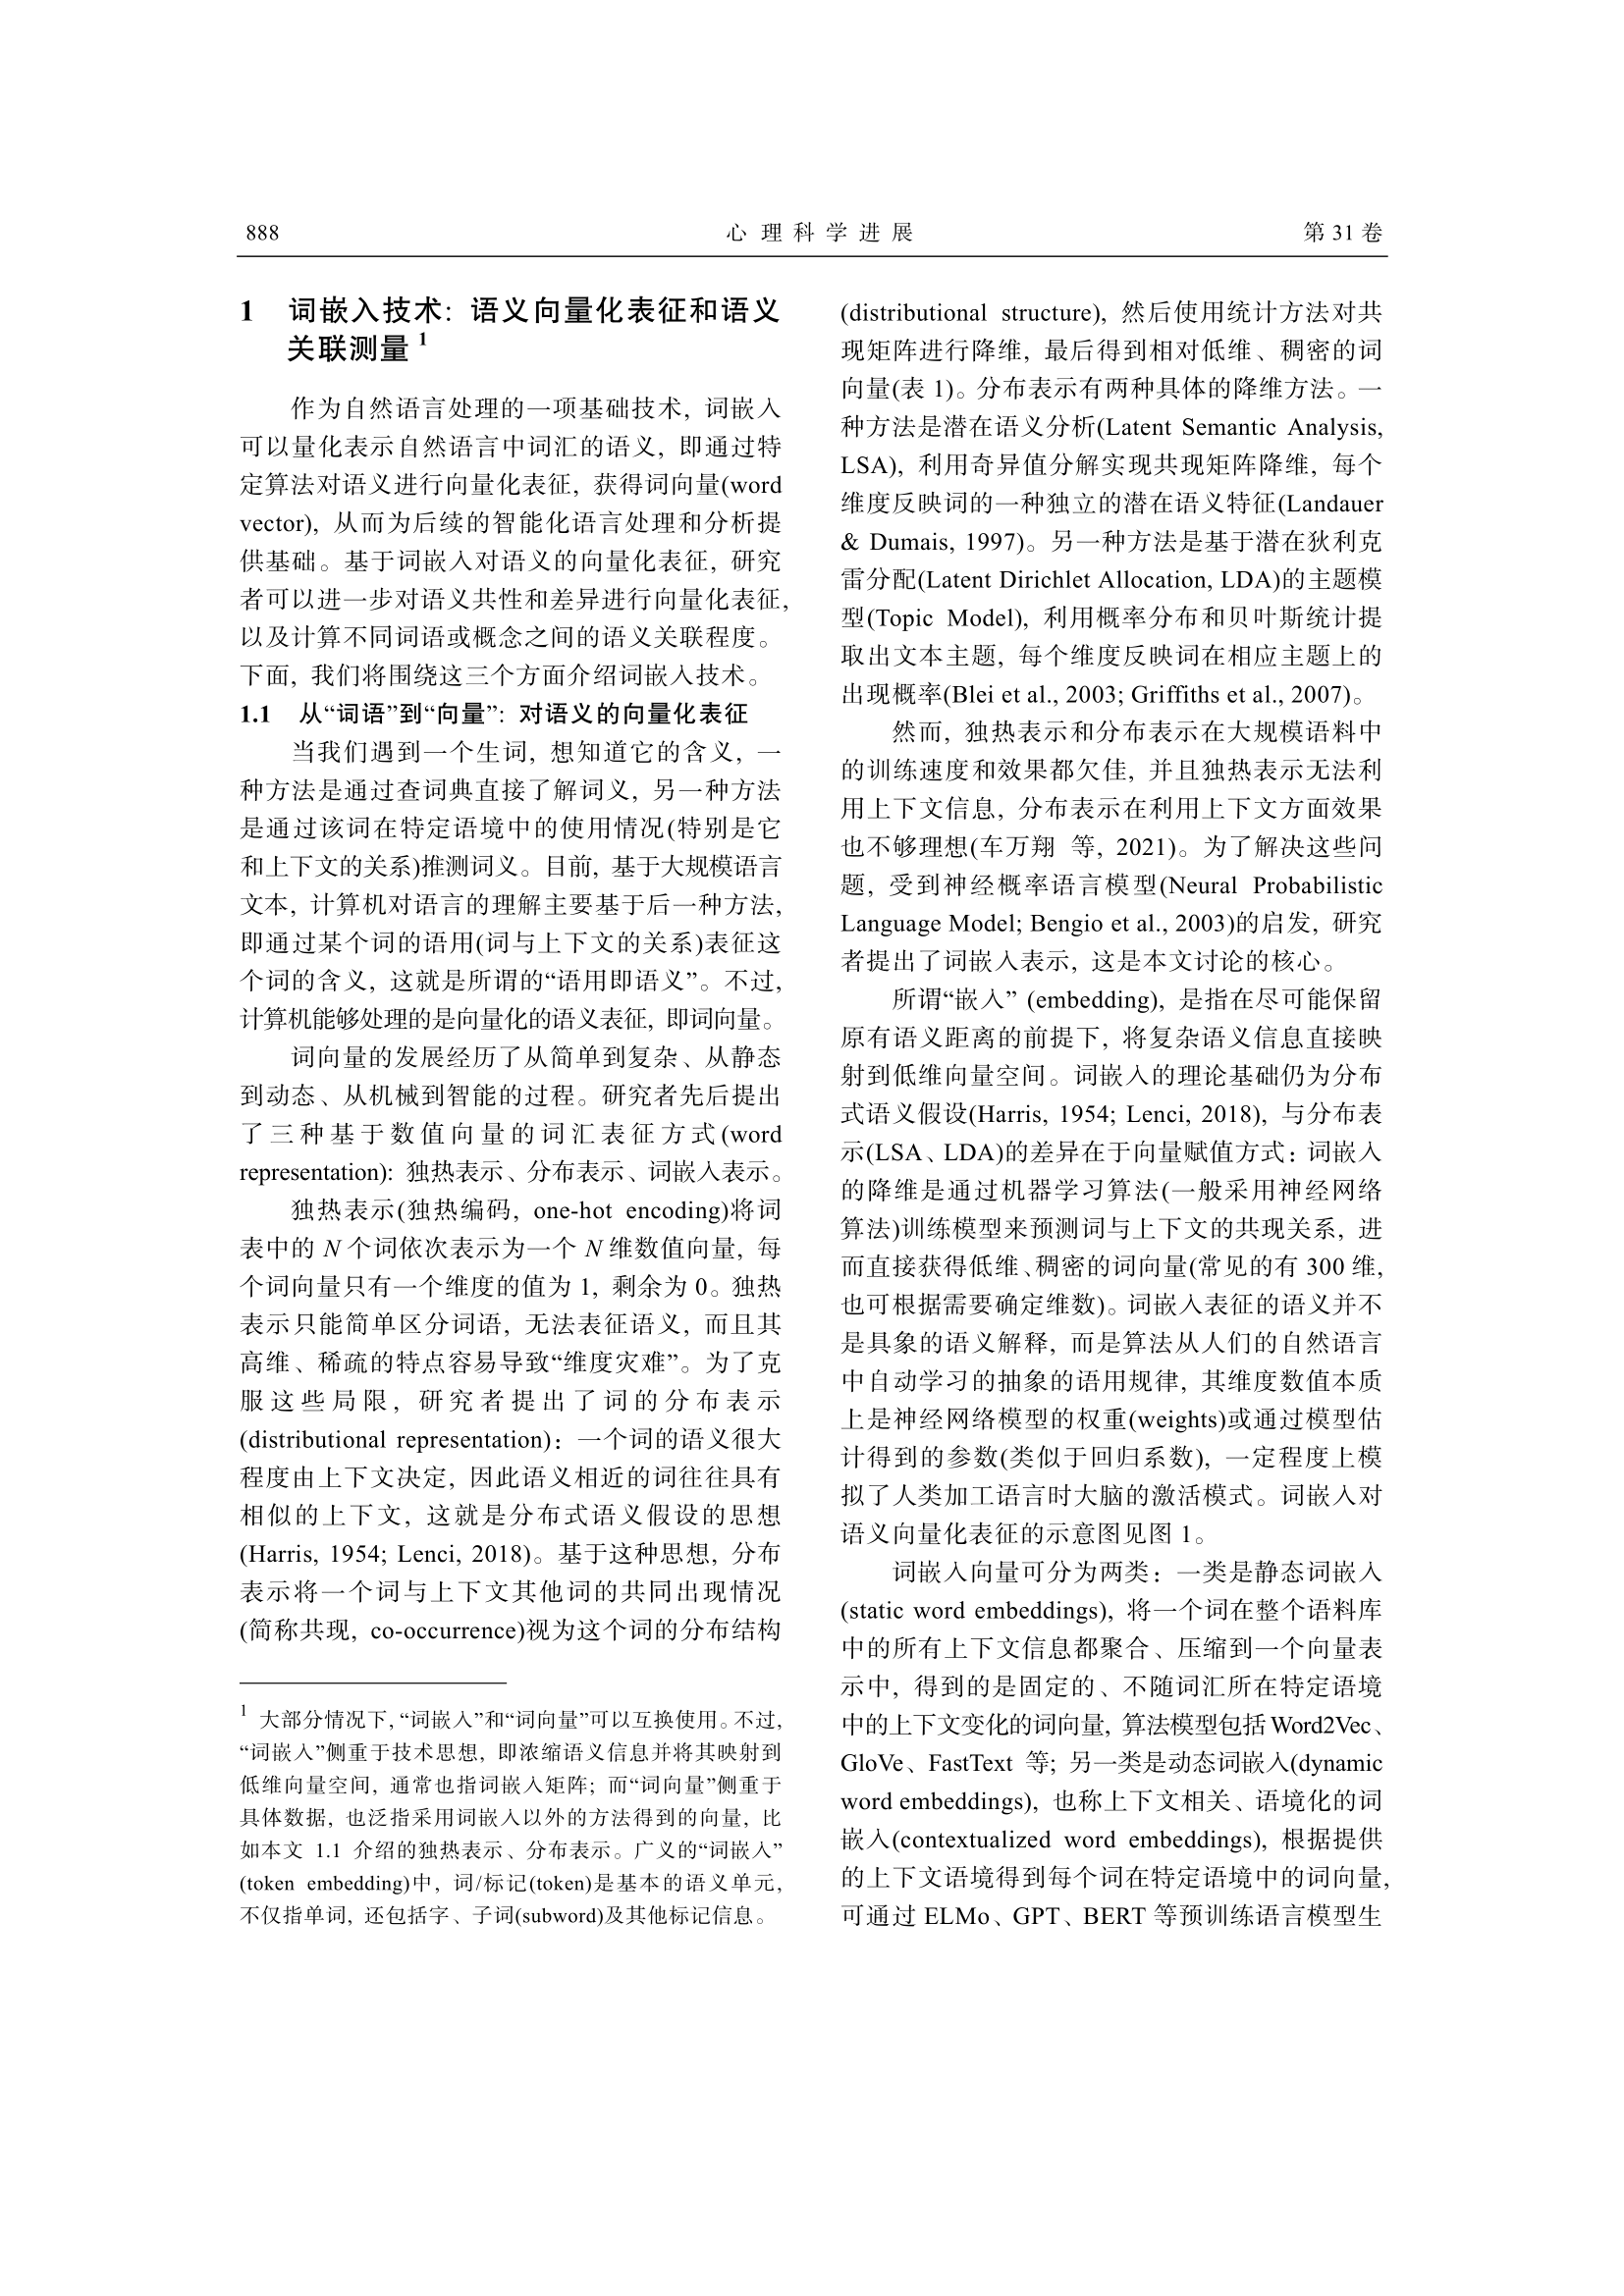 888
心 理 科 学 进 展
第 31 卷
1 词嵌入技术: 语义向量化表征和语义
关联测量 1
作为自然语言处理的一项基础技术, 词嵌入
可以量化表示自然语言中词汇的语义, 即通过特
定算法对语义进行向量化表征, 获得词向量(word
vector), 从而为后续的智能化语言处理和分析提
供基础。基于词嵌入对语义的向量化表征, 研究
者可以进一步对语义共性和差异进行向量化表征,
以及计算不同词语或概念之间的语义关联程度。
下面, 我们将围绕这三个方面介绍词嵌入技术。
1.1 从“词语”到“向量”: 对语义的向量化表征
当我们遇到一个生词, 想知道它的含义, 一
种方法是通过查词典直接了解词义, 另一种方法
是通过该词在特定语境中的使用情况(特别是它
和上下文的关系)推测词义。目前, 基于大规模语言
文本, 计算机对语言的理解主要基于后一种方法,
即通过某个词的语用(词与上下文的关系)表征这
个词的含义, 这就是所谓的“语用即语义”。不过,
计算机能够处理的是向量化的语义表征, 即词向量。
词向量的发展经历了从简单到复杂、从静态
到动态、从机械到智能的过程。研究者先后提出
了三种基于数值向量的词汇表征方式(word
representation): 独热表示、分布表示、词嵌入表示。
独热表示(独热编码, one-hot encoding)将词
表中的 N 个词依次表示为一个 N 维数值向量, 每
个词向量只有一个维度的值为 1, 剩余为 0。独热
表示只能简单区分词语, 无法表征语义, 而且其
高维、稀疏的特点容易导致“维度灾难”。为了克
服这些局限, 研究者提出了词的分布表示
(distributional representation)：一个词的语义很大
程度由上下文决定, 因此语义相近的词往往具有
相似的上下文, 这就是分布式语义假设的思想
(Harris, 1954; Lenci, 2018)。基于这种思想, 分布
表示将一个词与上下文其他词的共同出现情况
(简称共现, co-occurrence)视为这个词的分布结构
1 大部分情况下, “词嵌入”和“词向量”可以互换使用。不过,
“词嵌入”侧重于技术思想, 即浓缩语义信息并将其映射到
低维向量空间, 通常也指词嵌入矩阵; 而“词向量”侧重于
具体数据, 也泛指采用词嵌入以外的方法得到的向量, 比
如本文 1.1 介绍的独热表示、分布表示。广义的“词嵌入”
(token embedding)中, 词/标记(token)是基本的语义单元,
不仅指单词, 还包括字、子词(subword)及其他标记信息。
(distributional structure), 然后使用统计方法对共
现矩阵进行降维, 最后得到相对低维、稠密的词
向量(表 1)。分布表示有两种具体的降维方法。一
种方法是潜在语义分析(Latent Semantic Analysis,
LSA), 利用奇异值分解实现共现矩阵降维, 每个
维度反映词的一种独立的潜在语义特征(Landauer
& Dumais, 1997)。另一种方法是基于潜在狄利克
雷分配(Latent Dirichlet Allocation, LDA)的主题模
型(Topic Model), 利用概率分布和贝叶斯统计提
取出文本主题, 每个维度反映词在相应主题上的
出现概率(Blei et al., 2003; Griffiths et al., 2007)。
然而, 独热表示和分布表示在大规模语料中
的训练速度和效果都欠佳, 并且独热表示无法利
用上下文信息, 分布表示在利用上下文方面效果
也不够理想(车万翔 等, 2021)。为了解决这些问
题, 受到神经概率语言模型(Neural Probabilistic
Language Model; Bengio et al., 2003)的启发, 研究
者提出了词嵌入表示, 这是本文讨论的核心。
所谓“嵌入” (embedding), 是指在尽可能保留
原有语义距离的前提下, 将复杂语义信息直接映
射到低维向量空间。词嵌入的理论基础仍为分布
式语义假设(Harris, 1954; Lenci, 2018), 与分布表
示(LSA、LDA)的差异在于向量赋值方式：词嵌入
的降维是通过机器学习算法(一般采用神经网络
算法)训练模型来预测词与上下文的共现关系, 进
而直接获得低维、稠密的词向量(常见的有 300 维,
也可根据需要确定维数)。词嵌入表征的语义并不
是具象的语义解释, 而是算法从人们的自然语言
中自动学习的抽象的语用规律, 其维度数值本质
上是神经网络模型的权重(weights)或通过模型估
计得到的参数(类似于回归系数), 一定程度上模
拟了人类加工语言时大脑的激活模式。词嵌入对
语义向量化表征的示意图见图 1。
词嵌入向量可分为两类：一类是静态词嵌入
(static word embeddings), 将一个词在整个语料库
中的所有上下文信息都聚合、压缩到一个向量表
示中, 得到的是固定的、不随词汇所在特定语境
中的上下文变化的词向量, 算法模型包括 Word2Vec、
GloVe、FastText 等; 另一类是动态词嵌入(dynamic
word embeddings), 也称上下文相关、语境化的词
嵌入(contextualized word embeddings), 根据提供
的上下文语境得到每个词在特定语境中的词向量,
可通过 ELMo、GPT、BERT 等预训练语言模型生